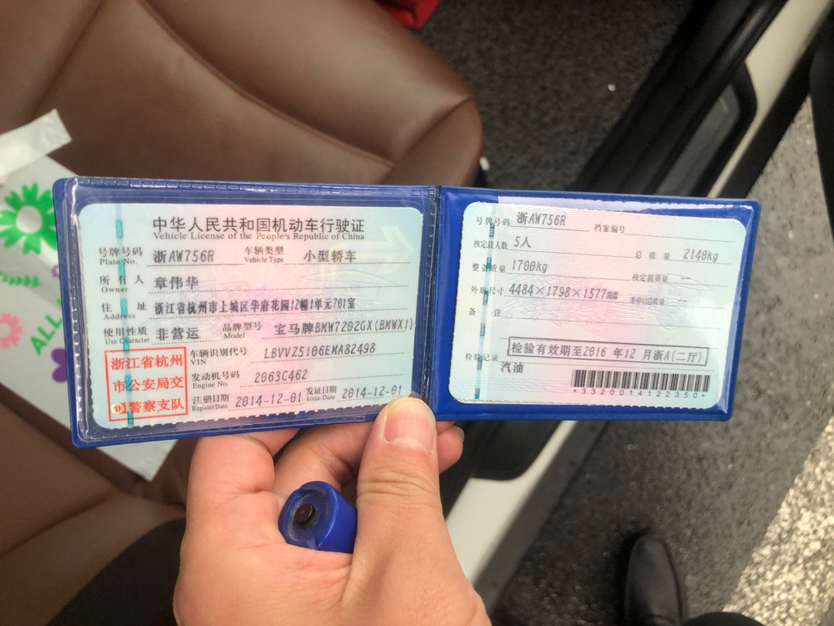 中华人民共和国机动车行驶证
Vehicle License of the People's Republic of China
号牌号码 浙AW756R 车辆类型 小型轿车
Plate No. Vehicle Type
所有人 章伟华
Owner
住址 浙江省杭州市上城区华府花园12幢1单元701室
Address
使用性质 非营运 品牌型号 宝马牌BMW7202GX(BMWX1)
Use Character Model
浙江省杭州
市公安局交
警察支队
车辆识别代号 LBVVZ5106EMA82498
VIN
发动机号码 2063C462
Engine No.
注册日期 2014-12-01 发证日期 2014-12-01
Register Date Issue Date
号牌号码 浙AW756R 档案编号
核定载人数 5人 总质量 2140kg
整备质量 1700kg 核定载质量 --
外廓尺寸 4484×1798×1577 --
备注
检验有效期至2016年12月浙A(二厅)
检验记录
汽油
*3320014122350*
ALL